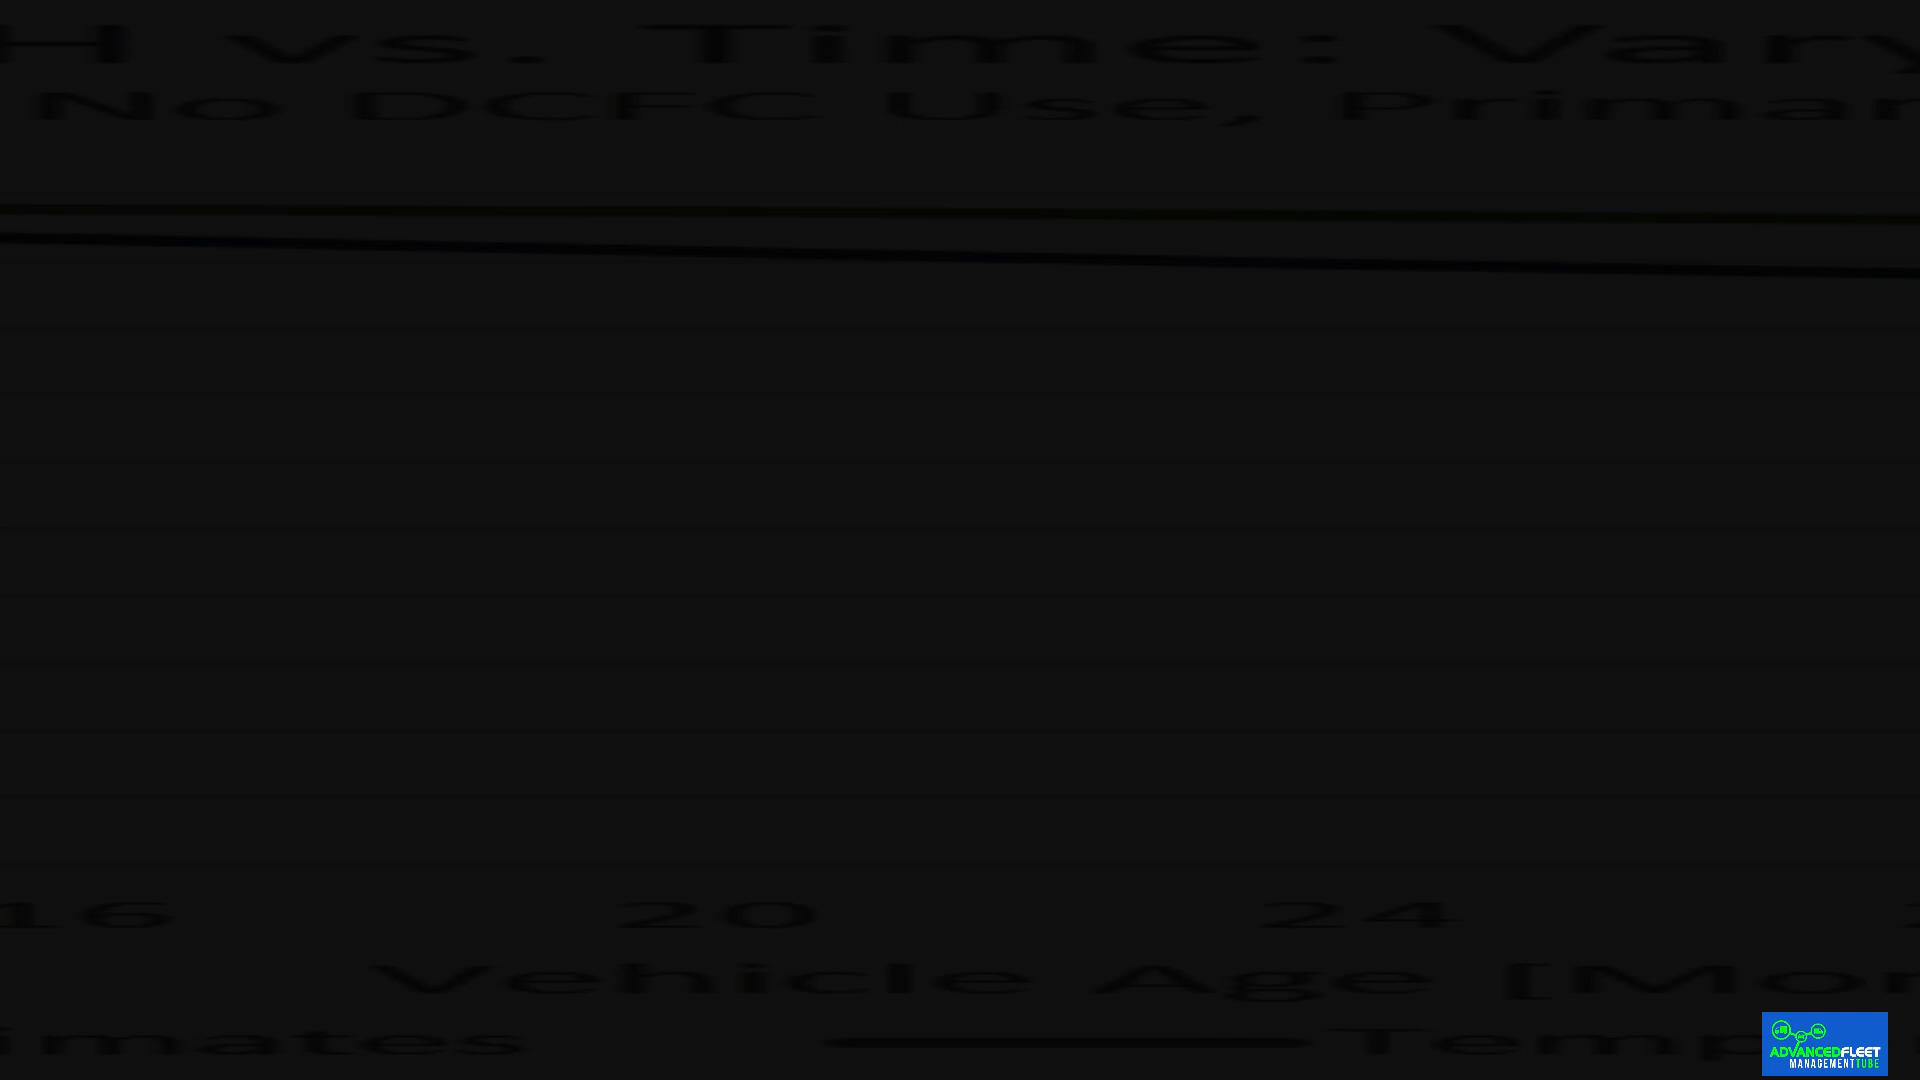 H vs. Time: Vary
No DCFC Use, Primar
16 20 24
Vehicle Age [Mon
imates Temp
ADVANCEDFLEET
MANAGEMENTTUBE